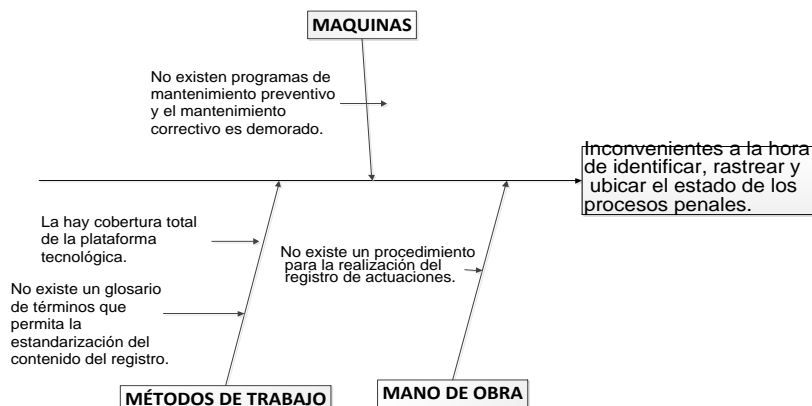 MAQUINAS
No existen programas de
mantenimiento preventivo
y el mantenimiento
correctivo es demorado.
Inconvenientes a la hora
de identificar, rastrear y
ubicar el estado de los
procesos penales.
La hay cobertura total
de la plataforma
tecnológica.
No existe un procedimiento
para la realización del
registro de actuaciones.
No existe un glosario
de términos que
permita la
estandarización del
contenido del registro.
MÉTODOS DE TRABAJO
MANO DE OBRA